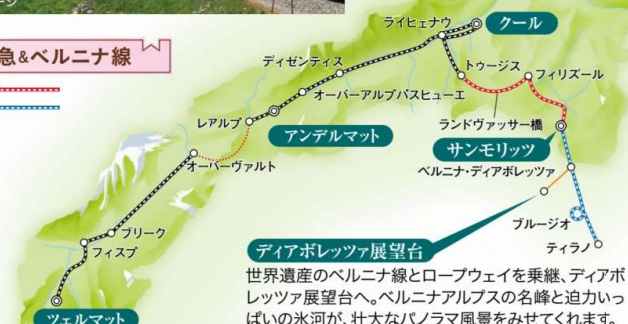 ージ
急&ベルニナ線
ライヒェナウ
クール
ディゼンティス
トゥージス
フィリズール
オーバーアルプパスヒューエ
レアルプ
アンデルマット
ランドヴァッサー橋
サンモリッツ
オーバーヴァルト
ベルニナ・ディアボレッツァ
ブルージオ
ブリーク
フィスプ
ティラノ
ディアボレッツァ展望台
世界遺産のベルニナ線とロープウェイを乗継、ディアボ
レッツァ展望台へ。ベルニナアルプスの名峰と迫力いっ
ぱいの氷河が、壮大なパノラマ風景をみせてくれます。
ツェルマット